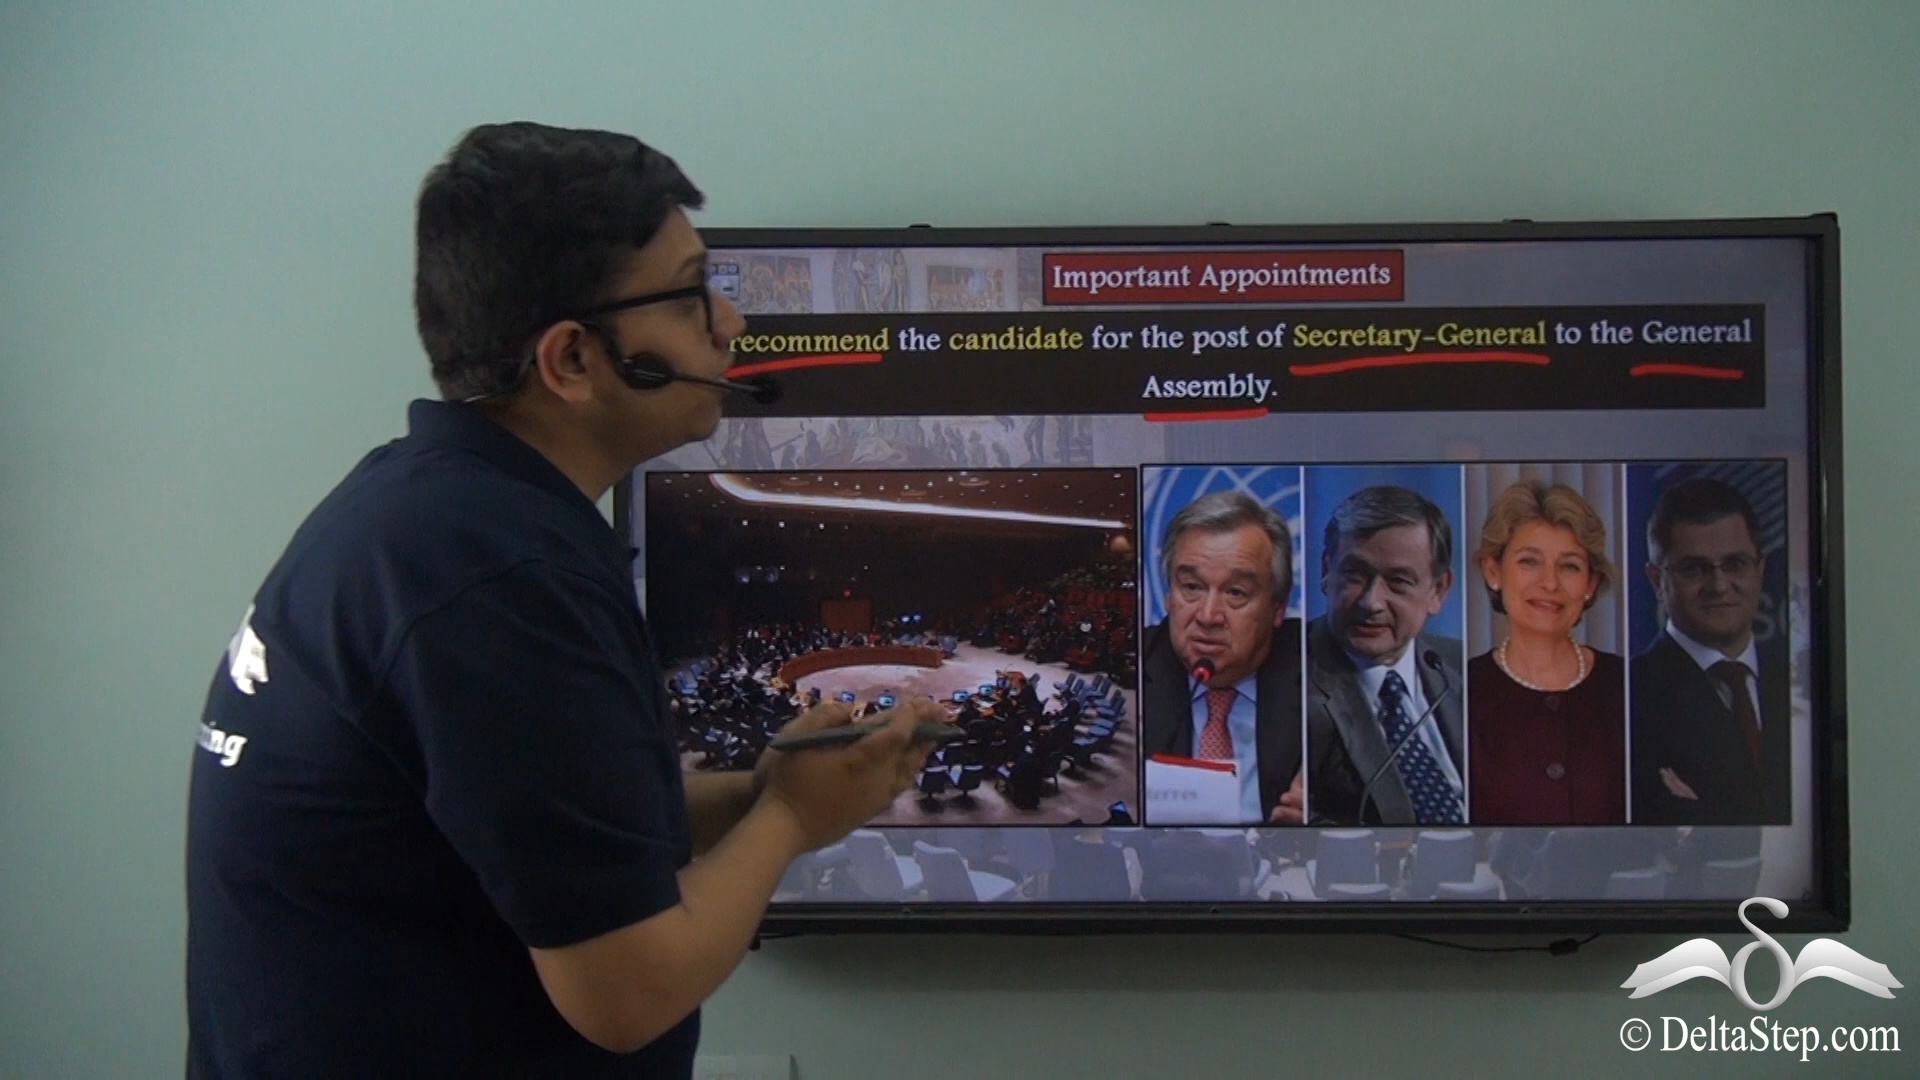 Important Appointments
recommend the candidate for the post of Secretary-General to the General
Assembly.
© DeltaStep.com